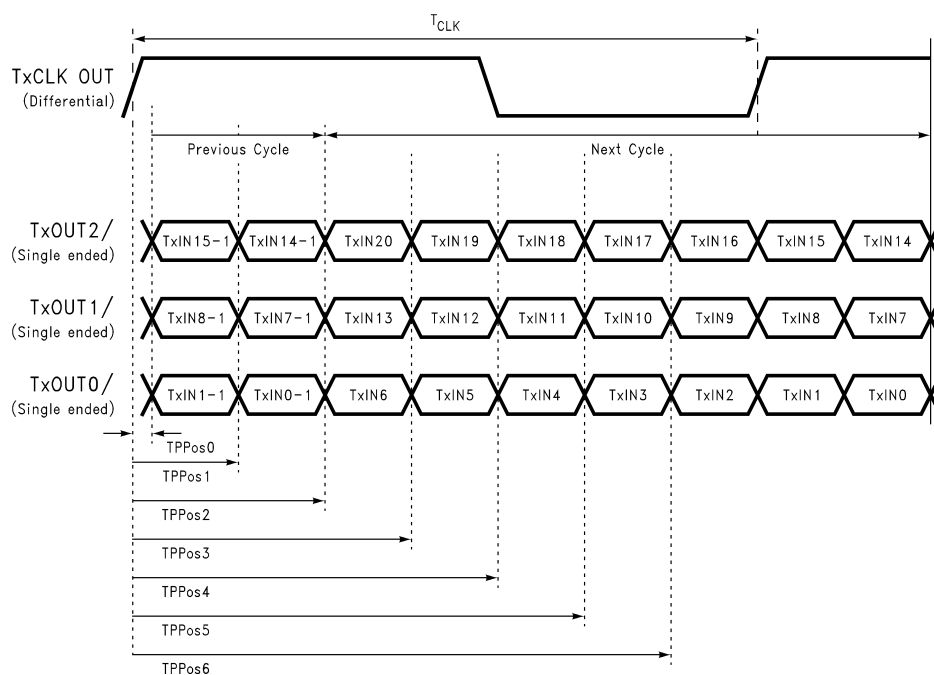 TCLK
TxCLK OUT
(Differential)
Previous Cycle
Next Cycle
TxOUT2/
(Single ended)
TxIN15-1 TxIN14-1 TxIN20 TxIN19 TxIN18 TxIN17 TxIN16 TxIN15 TxIN14
TxOUT1/
(Single ended)
TxIN8-1 TxIN7-1 TxIN13 TxIN12 TxIN11 TxIN10 TxIN9 TxIN8 TxIN7
TxOUT0/
(Single ended)
TxIN1-1 TxIN0-1 TxIN6 TxIN5 TxIN4 TxIN3 TxIN2 TxIN1 TxIN0
TPPos0
TPPos1
TPPos2
TPPos3
TPPos4
TPPos5
TPPos6